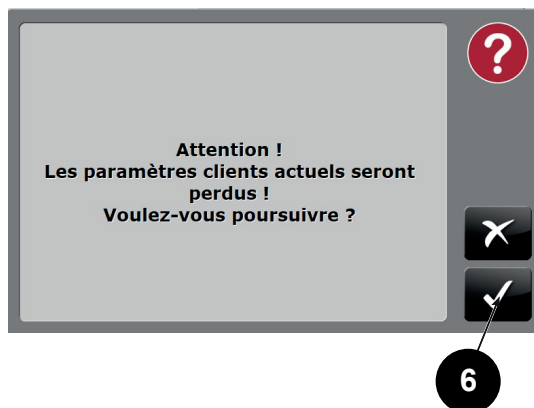 ?
Attention !
Les paramètres clients actuels seront
perdus !
Voulez-vous poursuivre ?
6